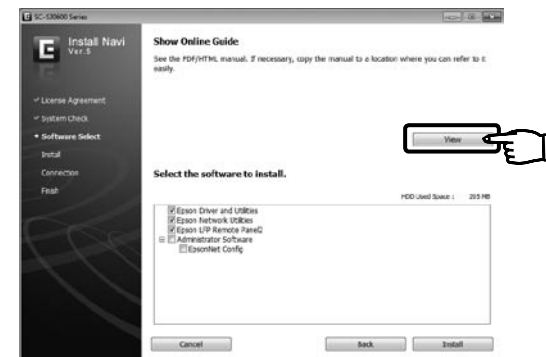 SC-S30600 Series
Install Navi
Ver.5
License Agreement
System Check
Software Select
Install
Connection
Finish
Show Online Guide
See the PDF/HTML manual. If necessary, copy the manual to a location where you can refer to it
easily.
View
Select the software to install.
HDD Used Space : 295 MB
Epson Driver and Utilities
Epson Network Utilities
Epson LFP Remote Panel2
Administrator Software
EpsonNet Config
Cancel
Back
Install